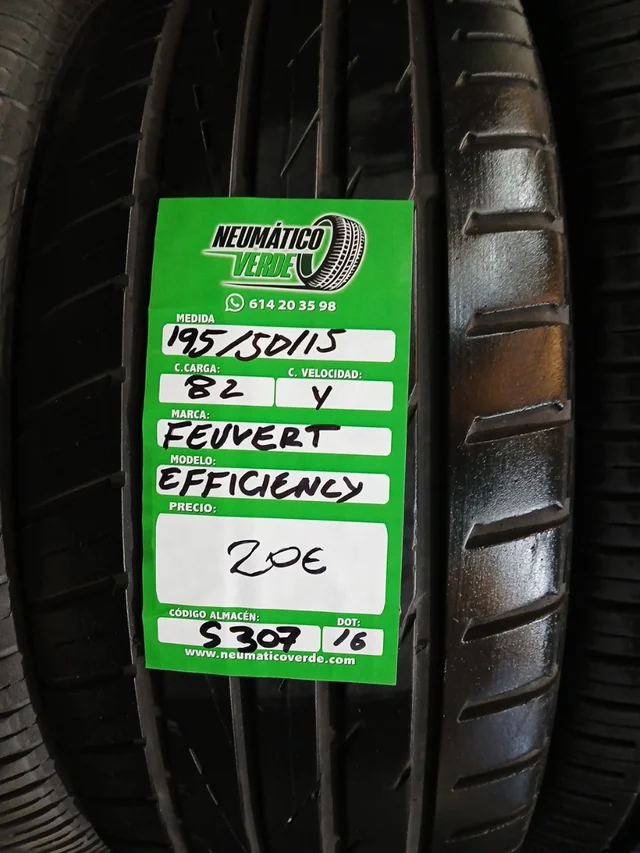 NEUMÁTICO
VERDE
614 20 35 98
MEDIDA
195/50/15
C.CARGA: C. VELOCIDAD:
82 Y
MARCA:
FEUVERT
MODELO:
EFFICIENCY
PRECIO:
20€
CÓDIGO ALMACÉN: DOT:
S307 16
www.neumaticoverde.com